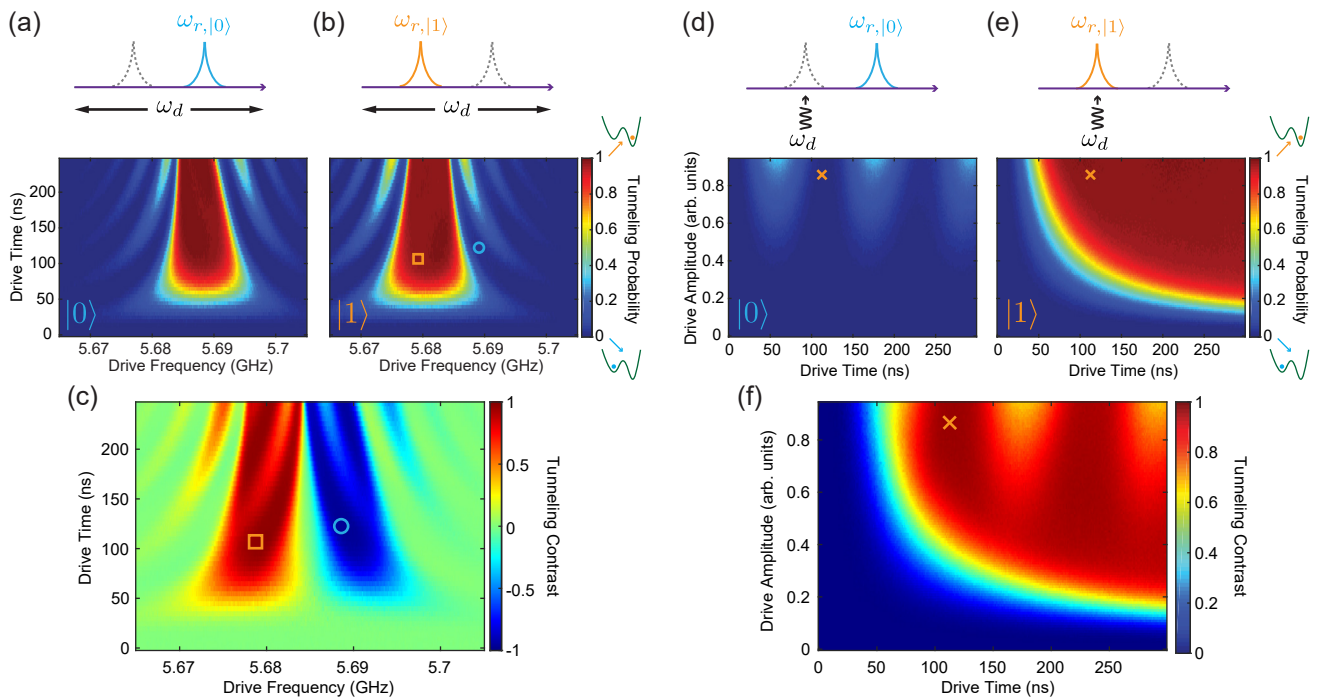 (a)
ω_{r,|0⟩}
ω_d
(b)
ω_{r,|1⟩}
ω_d
Drive Time (ns)
200
150
100
50
0
|0⟩
5.67
5.68
5.69
5.7
Drive Frequency (GHz)
|1⟩
5.67
5.68
5.69
5.7
Drive Frequency (GHz)
1
0.8
0.6
0.4
0.2
0
Tunneling Probability
(c)
Drive Time (ns)
200
150
100
50
0
5.67
5.68
5.69
5.7
Drive Frequency (GHz)
1
0.5
0
-0.5
-1
Tunneling Contrast
(d)
ω_{r,|0⟩}
ω_d
(e)
ω_{r,|1⟩}
ω_d
Drive Amplitude (arb. units)
0.8
0.6
0.4
0.2
0
|0⟩
0
50
100
150
200
250
Drive Time (ns)
|1⟩
0
50
100
150
200
250
Drive Time (ns)
1
0.8
0.6
0.4
0.2
0
Tunneling Probability
(f)
Drive Amplitude (arb. units)
0.8
0.6
0.4
0.2
0
0
50
100
150
200
250
Drive Time (ns)
1
0.8
0.6
0.4
0.2
0
Tunneling Contrast